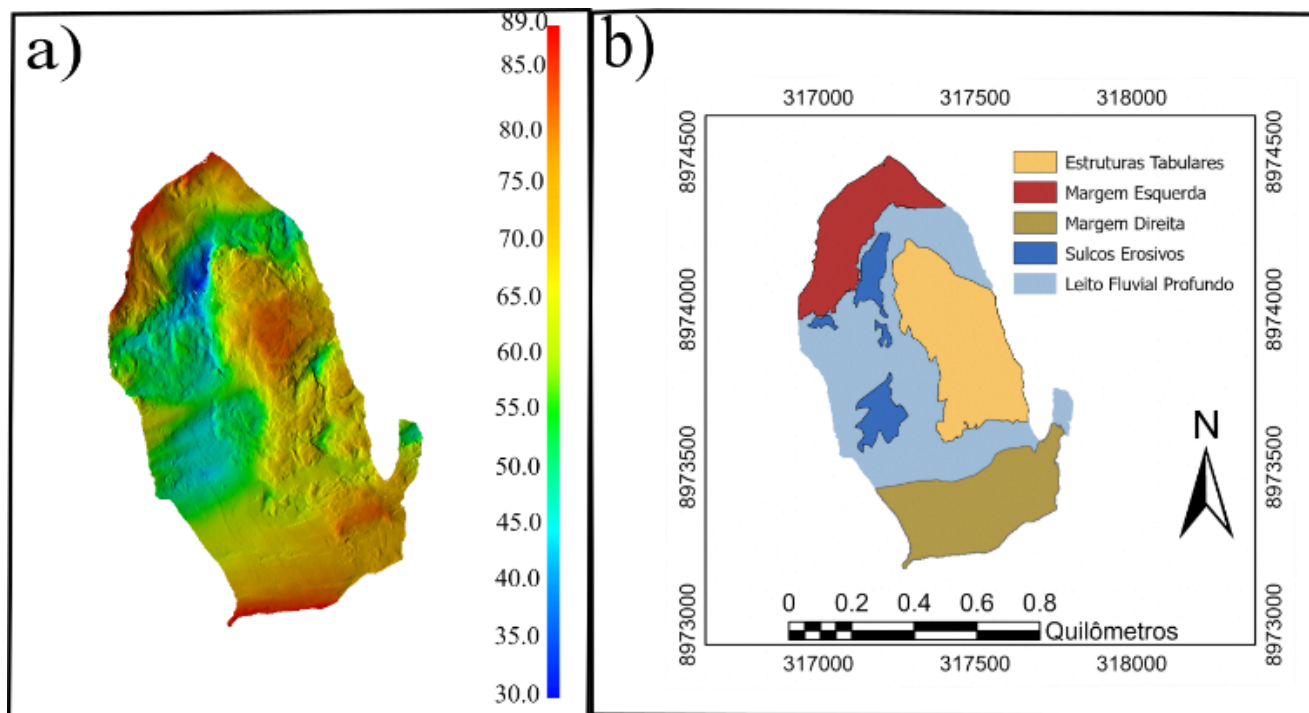 a)
89.0
85.0
80.0
75.0
70.0
65.0
60.0
55.0
50.0
45.0
40.0
35.0
30.0
b)
317000 317500 318000
8974500
8974000
8973500
8973000
Estruturas Tabulares
Margem Esquerda
Margem Direita
Sulcos Erosivos
Leito Fluvial Profundo
8974500
8974000
8973500
8973000
N
0 0.2 0.4 0.6 0.8
Quilômetros
317000 317500 318000